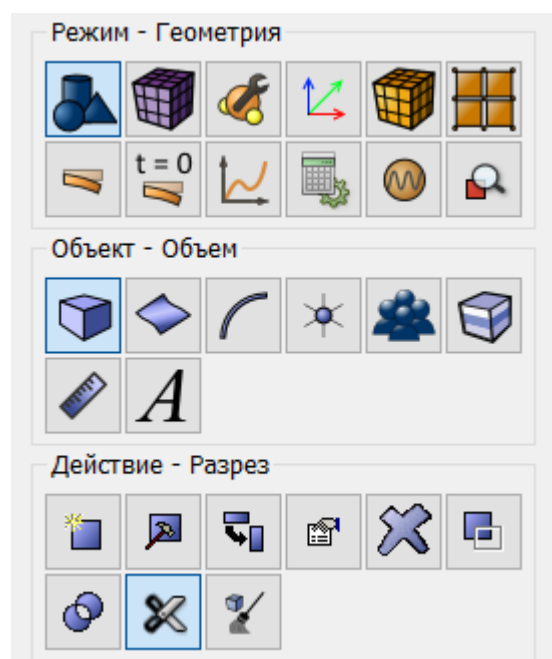 Режим - Геометрия
t = 0
Объект - Объем
A
Действие - Разрез